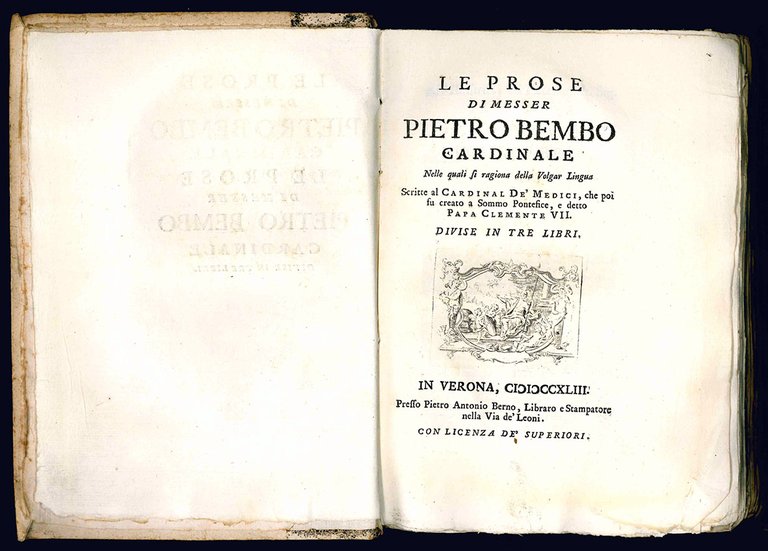 LE PROSE
DI MESSER
PIETRO BEMBO
CARDINALE
Nelle quali si ragiona della Volgar Lingua
Scritte al CARDINAL DE' MEDICI, che poi
fu creato a Sommo Pontefice, e detto
PAPA CLEMENTE VII.
DIVISE IN TRE LIBRI.
IN VERONA, CIƆIƆCCXLIII.
Presso Pietro Antonio Berno, Libraro e Stampatore
nella Via de' Leoni.
CON LICENZA DE' SUPERIORI.